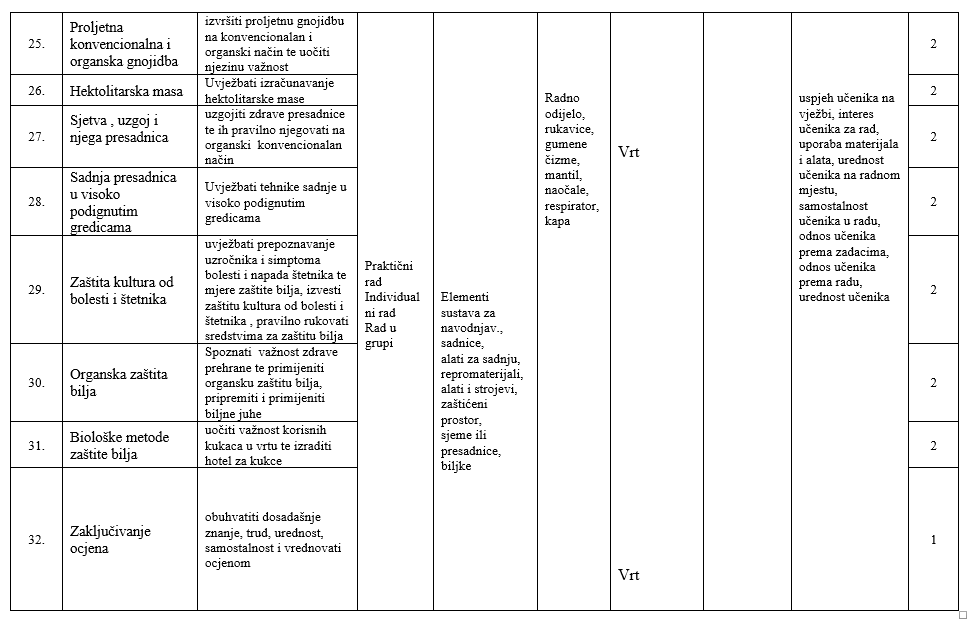 25.
Proljetna
konvencionalna i
organska gnojidba
izvršiti proljetnu gnojidbu
na konvencionalan i
organski način te uočiti
njezinu važnost
2
26.
Hektolitarska masa
Uvježbati izračunavanje
hektolitarske mase
2
27.
Sjetva , uzgoj i
njega presadnica
uzgojiti zdrave presadnice
te ih pravilno njegovati na
organski  konvencionalan
način
2
28.
Sadnja presadnica
u visoko
podignutim
gredicama
Uvježbati tehnike sadnje u
visoko podignutim
gredicama
2
29.
Zaštita kultura od
bolesti i štetnika
uvježbati prepoznavanje
uzročnika i simptoma
bolesti i napada štetnika te
mjere zaštite bilja, izvesti
zaštitu kultura od bolesti i
štetnika , pravilno rukovati
sredstvima za zaštitu bilja
2
30.
Organska zaštita
bilja
Spoznati  važnost zdrave
prehrane te primijeniti
organsku zaštitu bilja,
pripremiti i primijeniti
biljne juhe
2
31.
Biološke metode
zaštite bilja
uočiti važnost korisnih
kukaca u vrtu te izraditi
hotel za kukce
2
32.
Zaključivanje
ocjena
obuhvatiti dosadašnje
znanje, trud, urednost,
samostalnost i vrednovati
ocjenom
1
Praktični
rad
Individual
ni rad
Rad u
grupi
Elementi
sustava za
navodnjav.,
sadnice,
alati za sadnju,
repromaterijali,
alati i strojevi,
zaštićeni
prostor,
sjeme ili
presadnice,
biljke
Radno
odijelo,
rukavice,
gumene
čizme,
mantil,
naočale,
respirator,
kapa
Vrt
Vrt
uspjeh učenika na
vježbi, interes
učenika za rad,
uporaba materijala
i alata, urednost
učenika na radnom
mjestu,
samostalnost
učenika u radu,
odnos učenika
prema zadacima,
odnos učenika
prema radu,
urednost učenika